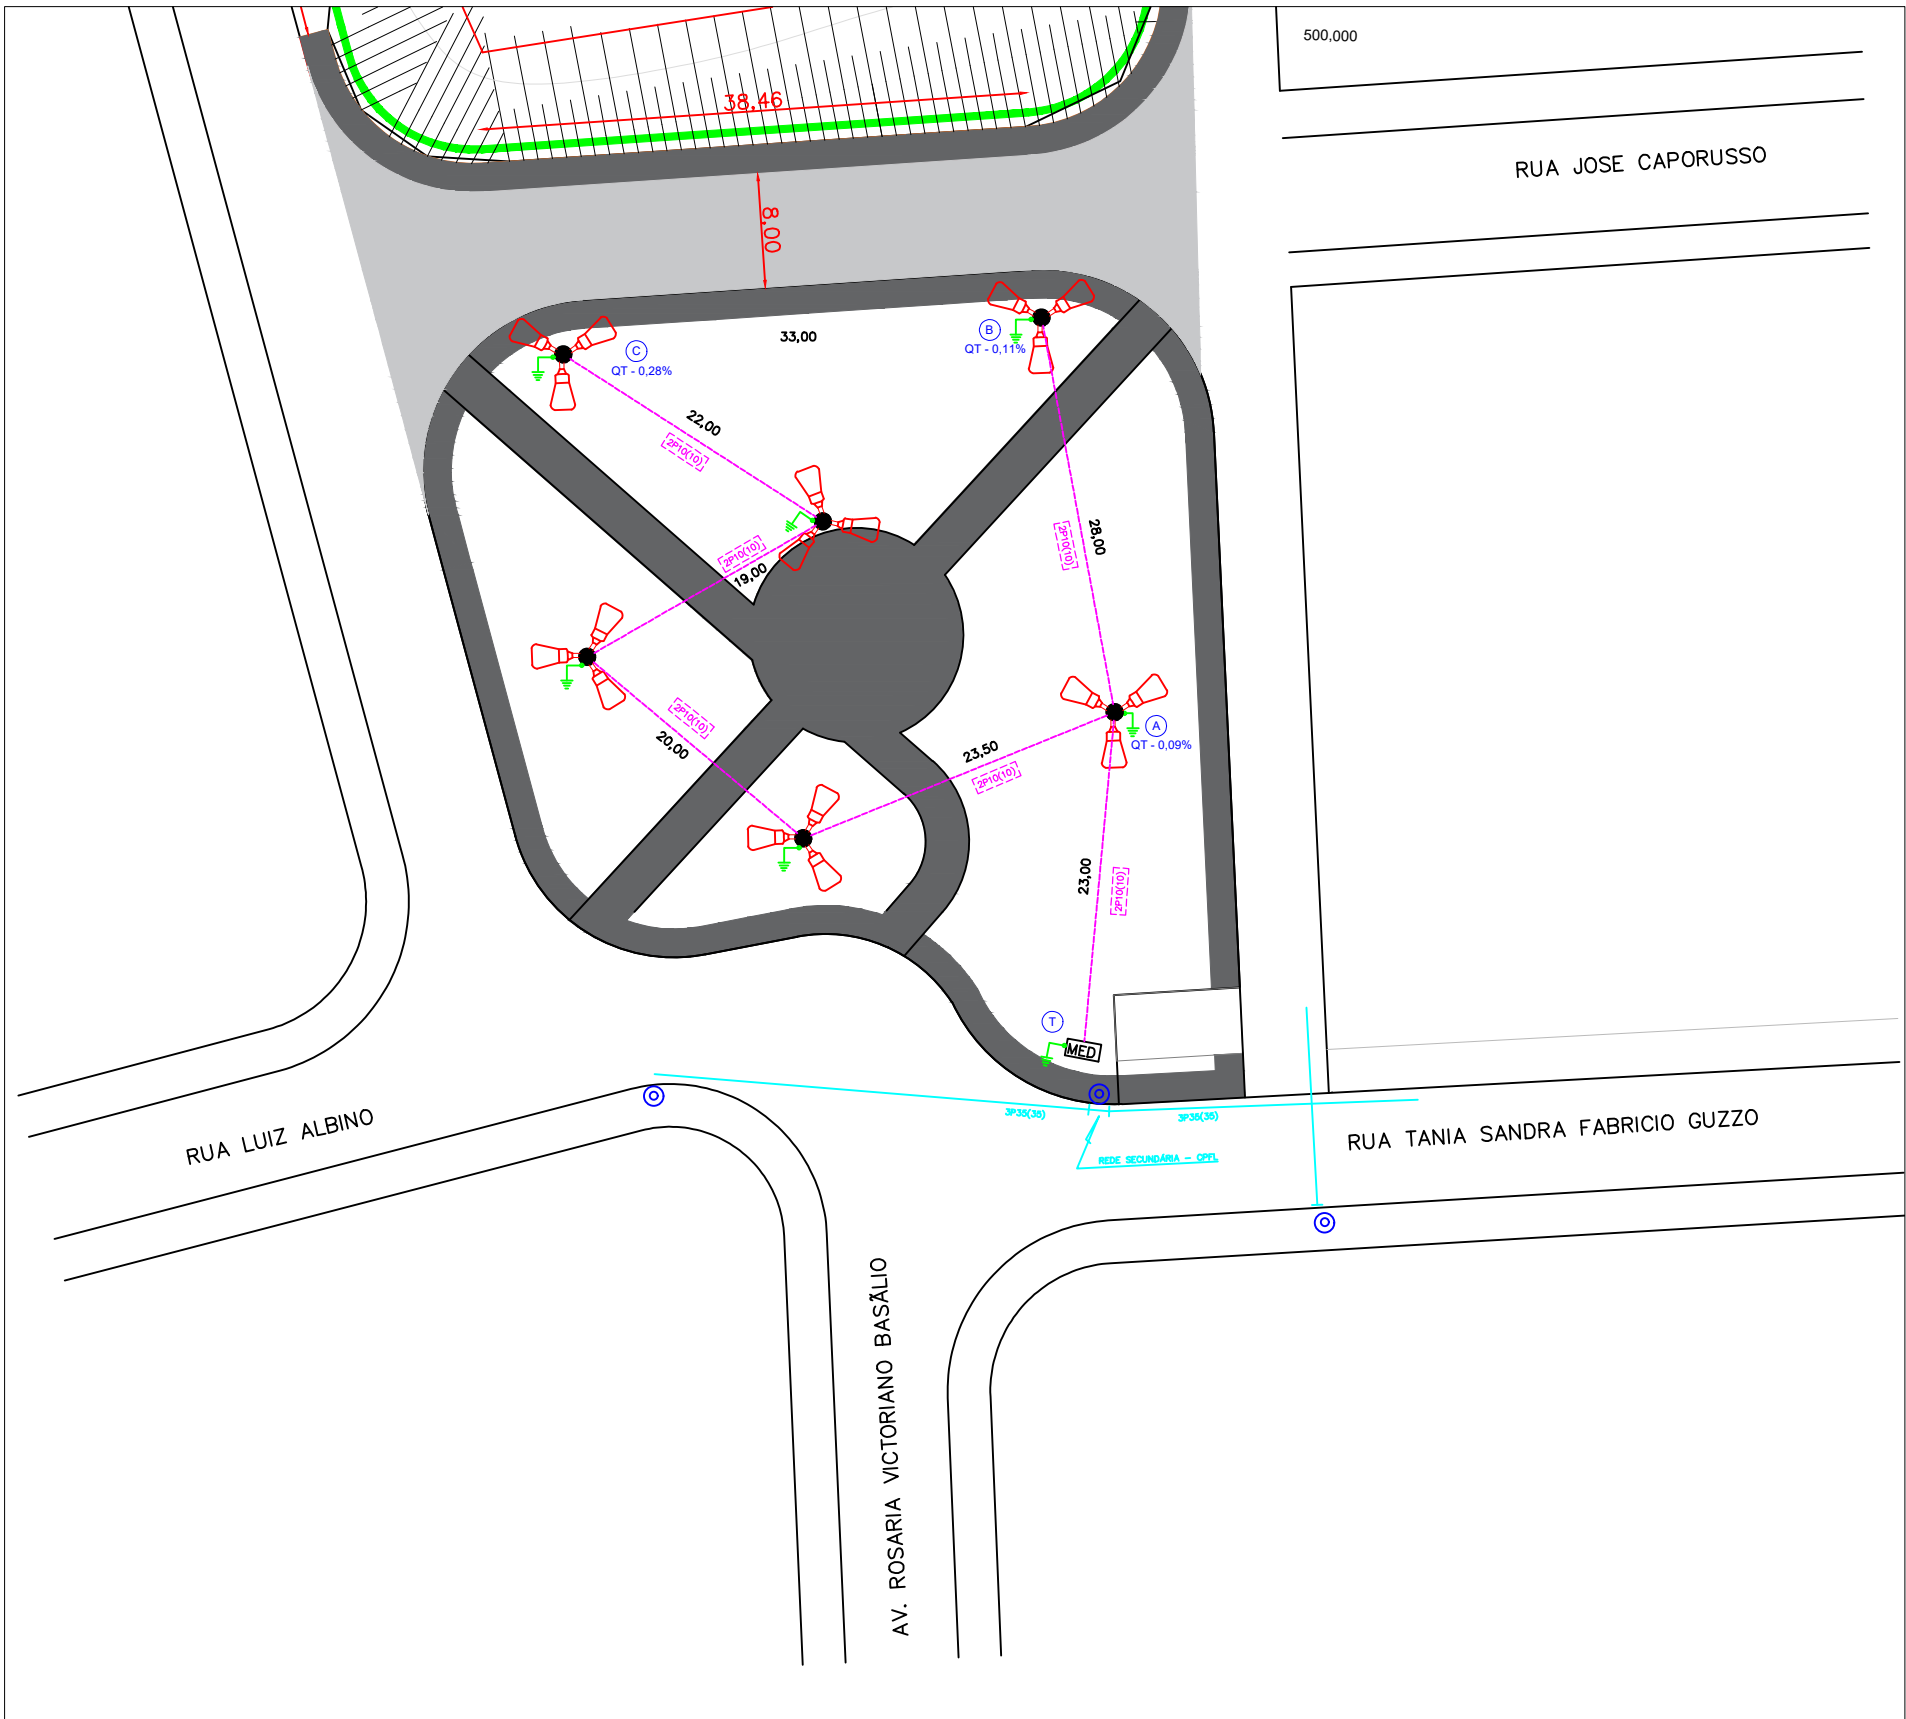 500,000
38.46
RUA JOSE CAPORUSSO
8.00
33,00
B
QT - 0,11%
C
QT - 0,28%
22,00
2P10(10)
28,00
2P10(10)
2P10(10)
19,00
2P10(10)
20,00
23,50
2P10(10)
A
QT - 0,09%
23,00
2P10(10)
T
MED
3P35(35)
3P35(35)
REDE SECUNDÁRIA - CPFL
RUA LUIZ ALBINO
RUA TANIA SANDRA FABRICIO GUZZO
AV. ROSARIA VICTORIANO BASÃLIO